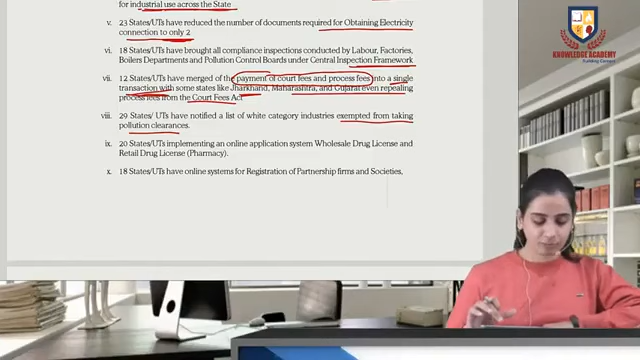 for industrial use across the State
v. 23 States/UTs have reduced the number of documents required for Obtaining Electricity
connection to only 2
vi. 18 States/UTs have brought all compliance inspections conducted by Labour, Factories,
Boilers Departments and Pollution Control Boards under Central Inspection Framework
vii. 12 States/UTs have merged of the payment of court fees and process fees into a single
transaction with some states like Jharkhand, Maharashtra, and Gujarat even repealing
process fees from the Court Fees Act
viii. 29 States/ UTs have notified a list of white category industries exempted from taking
pollution clearances.
ix. 20 States/UTs implementing an online application system Wholesale Drug License and
Retail Drug License (Pharmacy).
x. 18 States/UTs have online systems for Registration of Partnership firms and Societies,
KNOWLEDGE ACADEMY